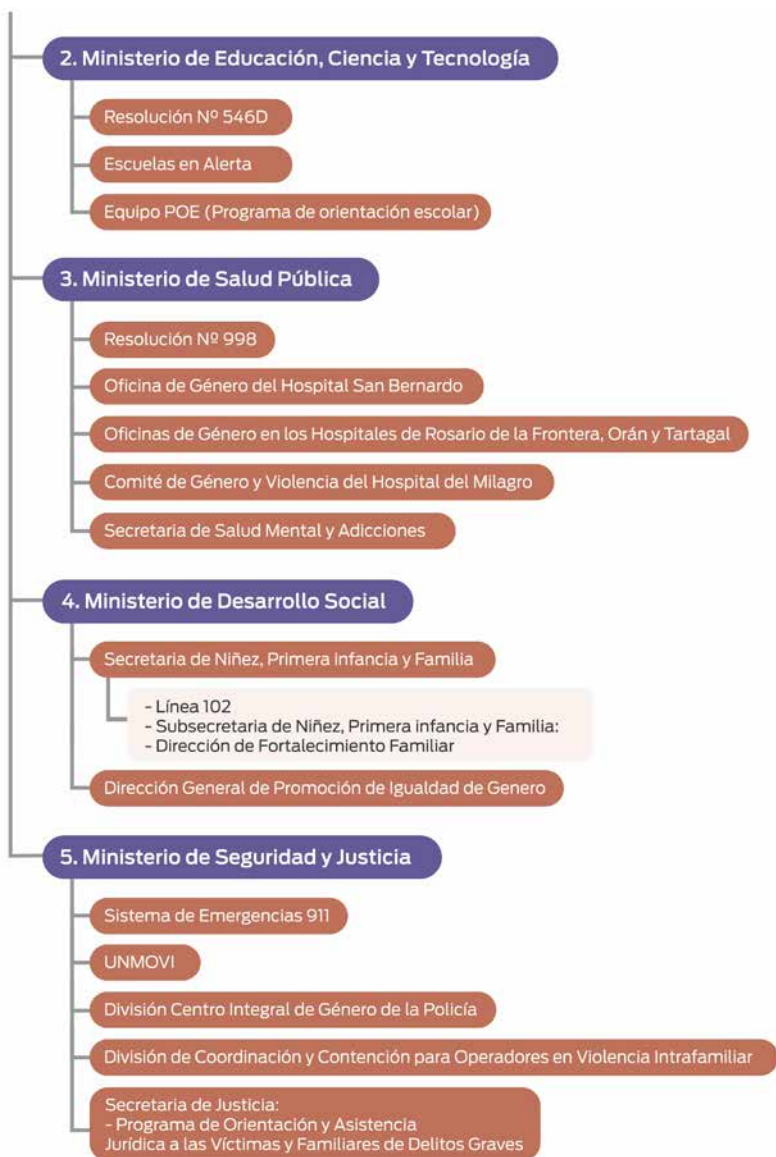 2. Ministerio de Educación, Ciencia y Tecnología
Resolución Nº 546D
Escuelas en Alerta
Equipo POE (Programa de orientación escolar)
3. Ministerio de Salud Pública
Resolución Nº 998
Oficina de Género del Hospital San Bernardo
Oficinas de Género en los Hospitales de Rosario de la Frontera, Orán y Tartagal
Comité de Género y Violencia del Hospital del Milagro
Secretaria de Salud Mental y Adicciones
4. Ministerio de Desarrollo Social
Secretaria de Niñez, Primera Infancia y Familia
- Línea 102
- Subsecretaria de Niñez, Primera infancia y Familia:
- Dirección de Fortalecimiento Familiar
Dirección General de Promoción de Igualdad de Genero
5. Ministerio de Seguridad y Justicia
Sistema de Emergencias 911
UNMOVI
División Centro Integral de Género de la Policía
División de Coordinación y Contención para Operadores en Violencia Intrafamiliar
Secretaria de Justicia:
- Programa de Orientación y Asistencia
Jurídica a las Víctimas y Familiares de Delitos Graves